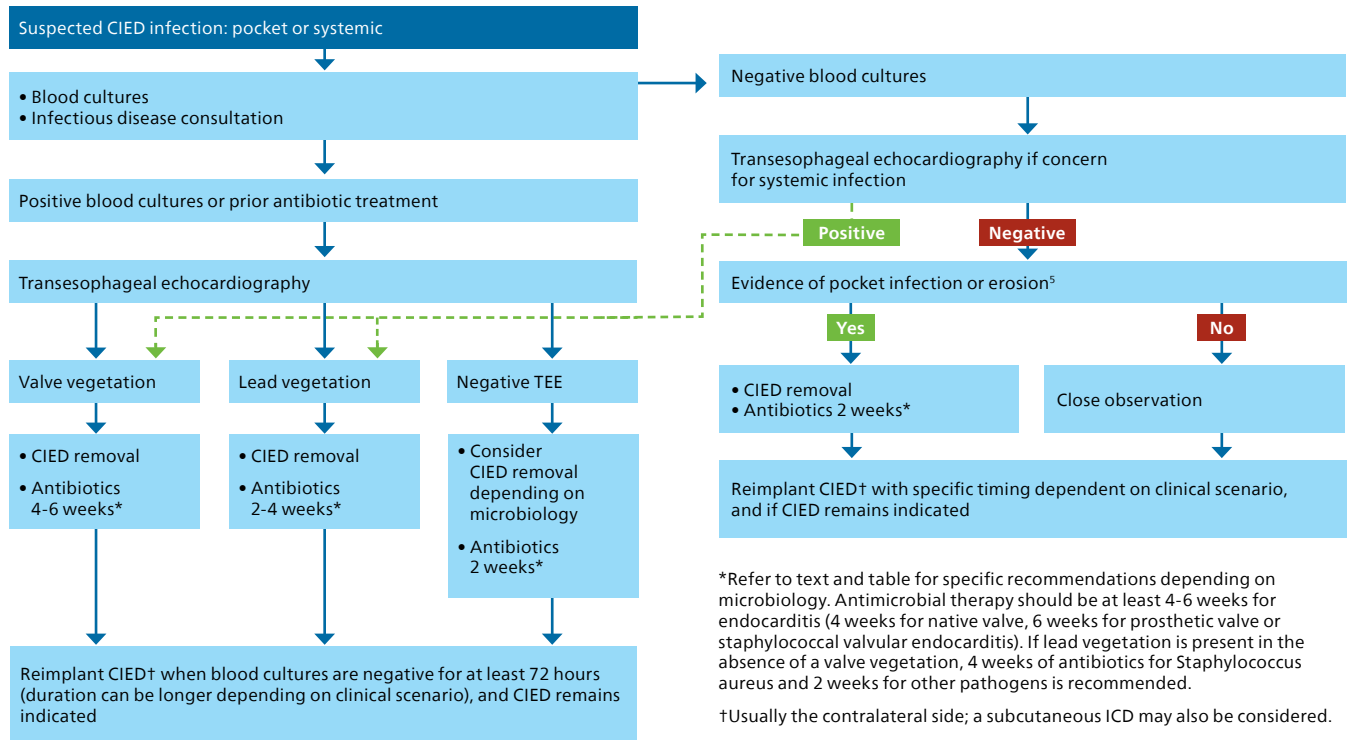 Suspected CIED infection: pocket or systemic
• Blood cultures
• Infectious disease consultation
Positive blood cultures or prior antibiotic treatment
Transesophageal echocardiography
Valve vegetation
Lead vegetation
Negative TEE
• CIED removal
• Antibiotics
4-6 weeks*
• CIED removal
• Antibiotics
2-4 weeks*
• Consider
CIED removal
depending on
microbiology
• Antibiotics
2 weeks*
Reimplant CIED† when blood cultures are negative for at least 72 hours
(duration can be longer depending on clinical scenario), and CIED remains
indicated
Negative blood cultures
Transesophageal echocardiography if concern
for systemic infection
Positive
Negative
Evidence of pocket infection or erosion⁵
Yes
No
• CIED removal
• Antibiotics 2 weeks*
Close observation
Reimplant CIED† with specific timing dependent on clinical scenario,
and if CIED remains indicated
*Refer to text and table for specific recommendations depending on
microbiology. Antimicrobial therapy should be at least 4-6 weeks for
endocarditis (4 weeks for native valve, 6 weeks for prosthetic valve or
staphylococcal valvular endocarditis). If lead vegetation is present in the
absence of a valve vegetation, 4 weeks of antibiotics for Staphylococcus
aureus and 2 weeks for other pathogens is recommended.
†Usually the contralateral side; a subcutaneous ICD may also be considered.